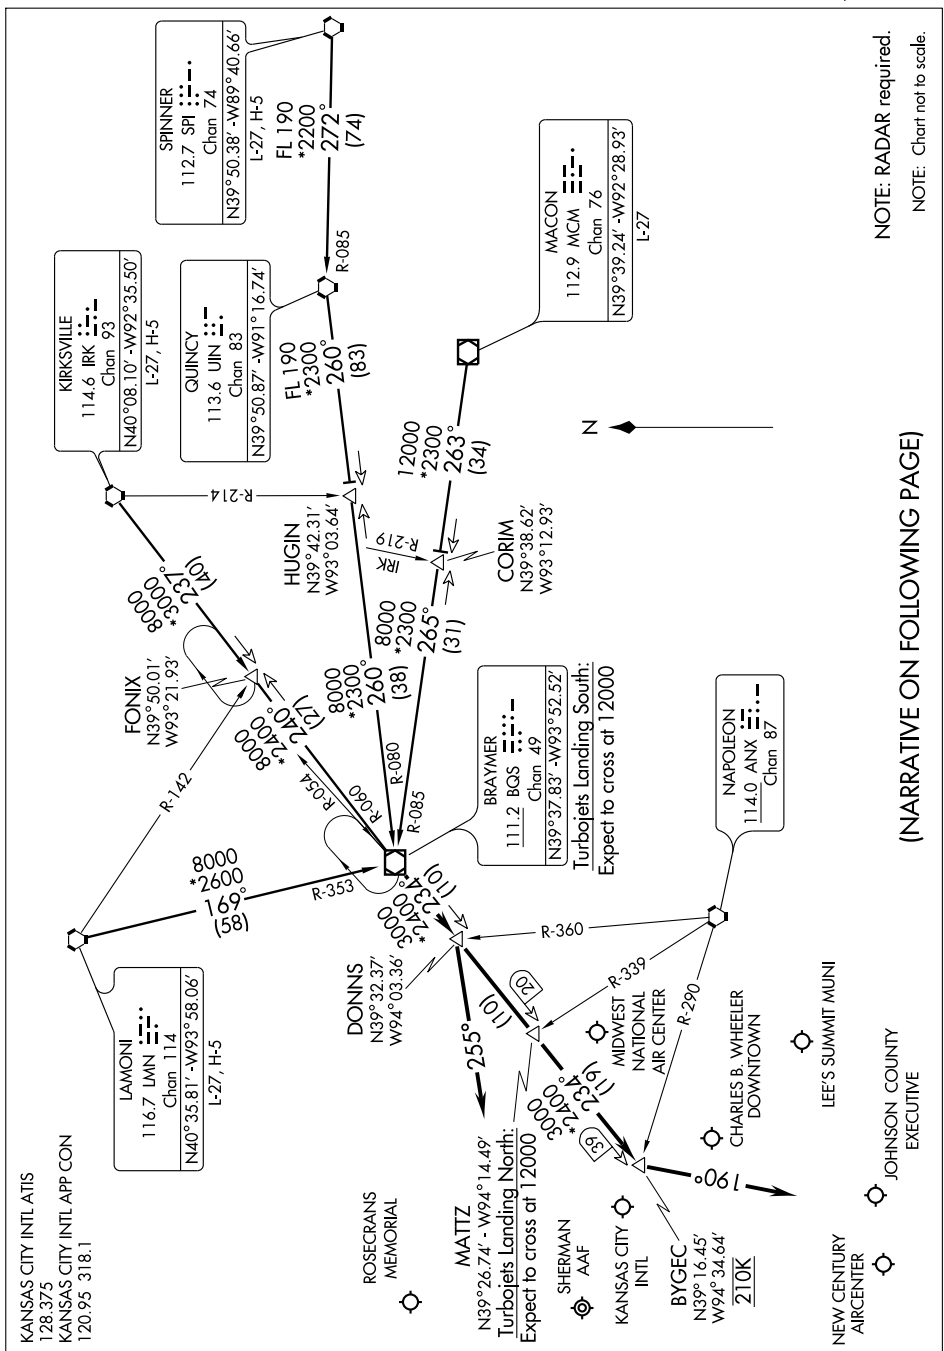 KANSAS CITY INTL ATIS
128.375
KANSAS CITY INTL APP CON
120.95 318.1
LAMONI
116.7 LMN
Chan 114
N40°35.81' -W93°58.06'
L-27, H-5
KIRKSVILLE
114.6 IRK
Chan 93
N40°08.10' -W92°35.50'
L-27, H-5
SPINNER
112.7 SPI
Chan 74
N39°50.38' -W89°40.66'
L-27, H-5
QUINCY
113.6 UIN
Chan 83
N39°50.87' -W91°16.74'
FL 190
*2200
272°
(74)
R-085
FL 190
*2300
260°
(83)
MACON
112.9 MCM
Chan 76
N39°39.24' -W92°28.93'
L-27
12000
*2300
263°
(34)
R-214
HUGIN
N39°42.31'
W93°03.64'
IRK
R-219
CORIM
N39°38.62'
W93°12.93'
8000
*3000
237°
(40)
FONIX
N39°50.01'
W93°21.93'
R-142
8000
*2400
240°
(27)
R-054
R-060
8000
*2300
260°
(38)
R-080
8000
*2300
265°
(31)
R-085
8000
*2600
169°
(58)
R-353
BRAYMER
111.2 BQS
Chan 49
N39°37.83' -W93°52.52'
Turbojets Landing South:
Expect to cross at 12000
3000
*2400
234°
(10)
DONNS
N39°32.37'
W94°03.36'
255°
(10)
20
R-360
R-339
R-290
NAPOLEON
114.0 ANX
Chan 87
MATTZ
N39°26.74' - W94°14.49'
Turbojets Landing North:
Expect to cross at 12000
3000
*2400
234°
(19)
39
BYGEC
N39°16.45'
W94°34.64'
210K
190°
ROSECRANS
MEMORIAL
SHERMAN
AAF
KANSAS CITY
INTL
MIDWEST
NATIONAL
AIR CENTER
CHARLES B. WHEELER
DOWNTOWN
LEE'S SUMMIT MUNI
JOHNSON COUNTY
EXECUTIVE
NEW CENTURY
AIRCENTER
N
NOTE: RADAR required.
NOTE: Chart not to scale.
(NARRATIVE ON FOLLOWING PAGE)